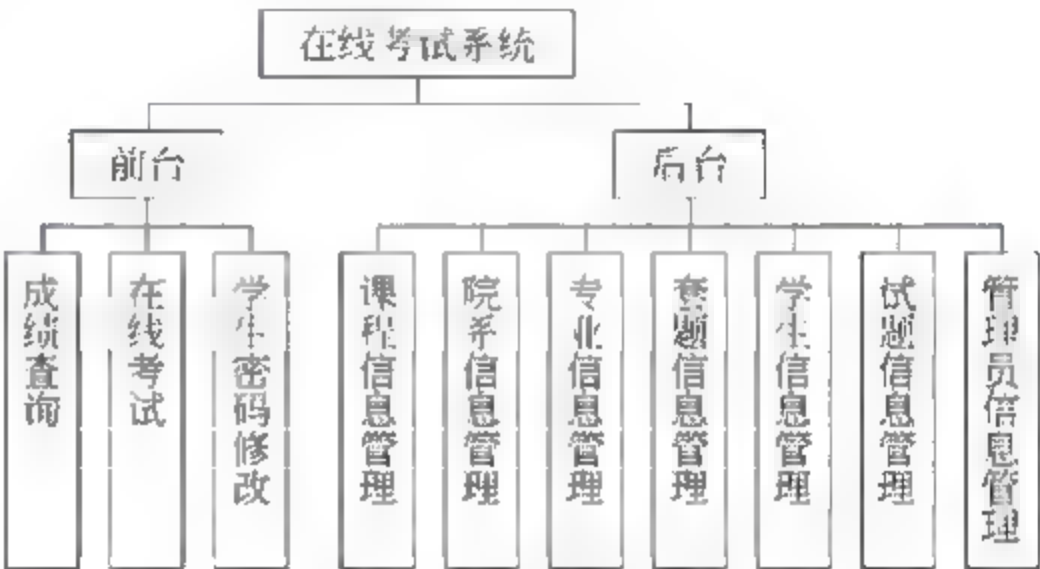 在线考试系统
前台
后台
成绩查询
在线考试
学生密码修改
课程信息管理
院系信息管理
专业信息管理
套题信息管理
学生信息管理
试题信息管理
管理员信息管理